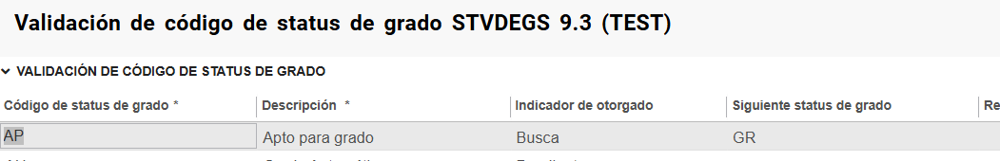 Validación de código de status de grado STVDEGS 9.3 (TEST)
VALIDACIÓN DE CÓDIGO DE STATUS DE GRADO
Código de status de grado * Descripción * Indicador de otorgado Siguiente status de grado Re
AP Apto para grado Busca GR